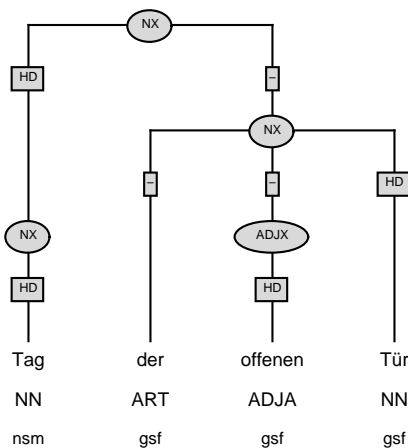 NX
HD –
NX
– – HD
NX ADJX
HD HD
Tag der offenen Tür
NN ART ADJA NN
nsm gsf gsf gsf